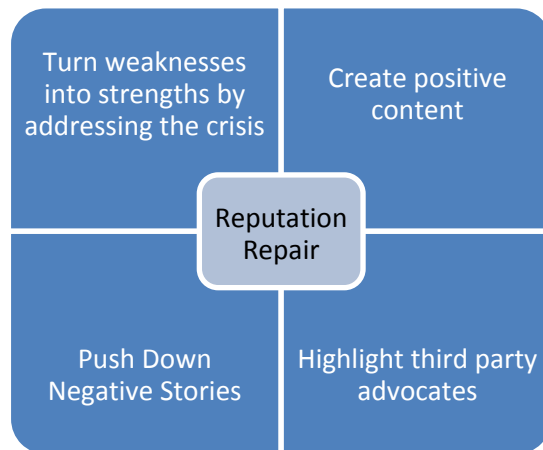 Turn weaknesses
into strengths by
addressing the crisis
Create positive
content
Reputation
Repair
Push Down
Negative Stories
Highlight third party
advocates